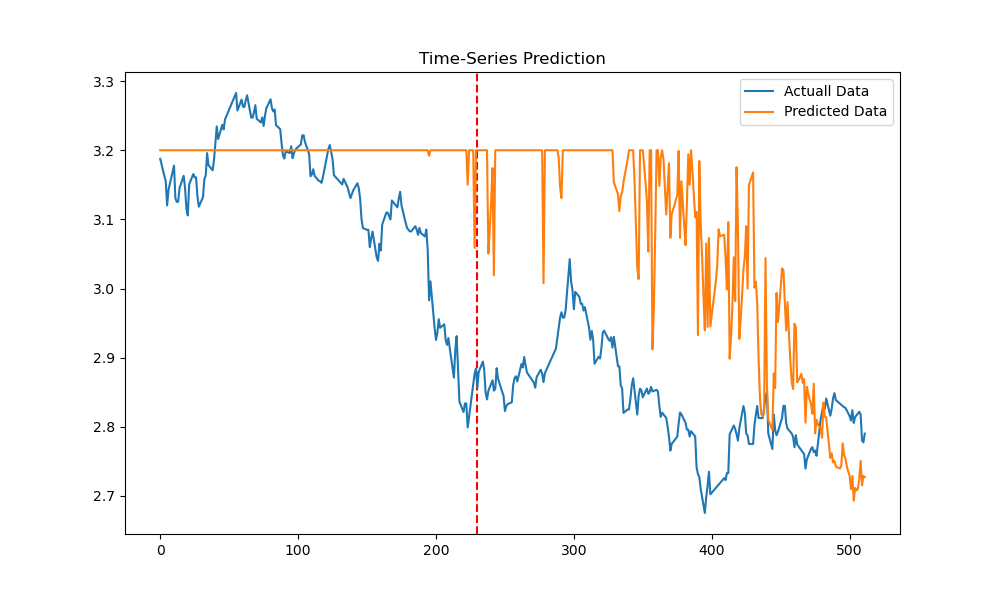 Time-Series Prediction
Actuall Data
Predicted Data
3.3
3.2
3.1
3.0
2.9
2.8
2.7
0 100 200 300 400 500